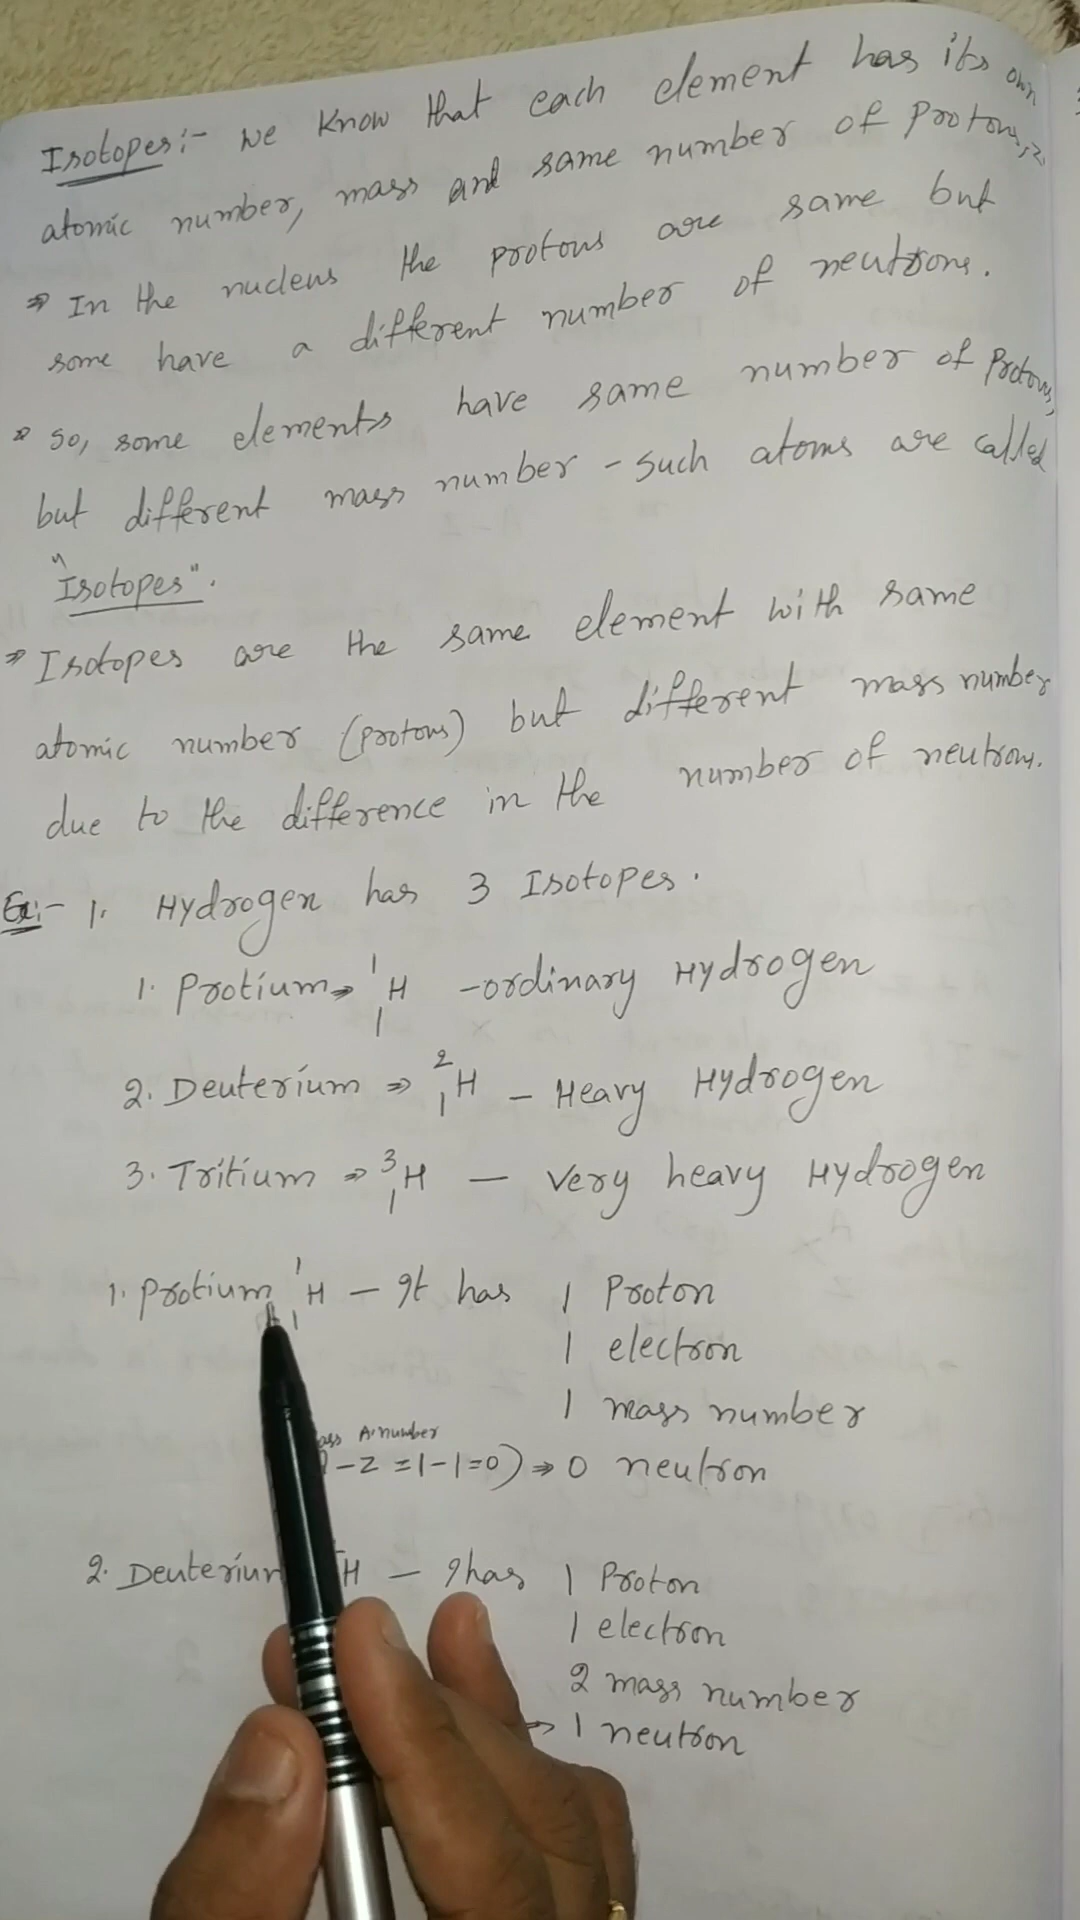 Isotopes:- we know that each element has its own
atomic number, mass and same number of protons,
⇒ In the nucleus the protons are same but
some have a different number of neutrons.
⇒ so, some elements have same number of Protons,
but different mass number - such atoms are called
"Isotopes".
⇒ Isotopes are the same element with same
atomic number (protons) but different mass number
due to the difference in the number of neutrons.
Ex:- 1. Hydrogen has 3 Isotopes.
1. Protium ⇒ ¹₁H - ordinary Hydrogen
2. Deuterium ⇒ ²₁H - Heavy Hydrogen
3. Tritium ⇒ ³₁H - Very heavy Hydrogen
1. Protium ¹₁H - It has 1 Proton
1 electron
1 mass number
A.number
-Z = 1-1=0) ⇒ 0 neutron
2. Deuterium H - It has 1 Proton
1 electron
2 mass number
→ 1 neutron